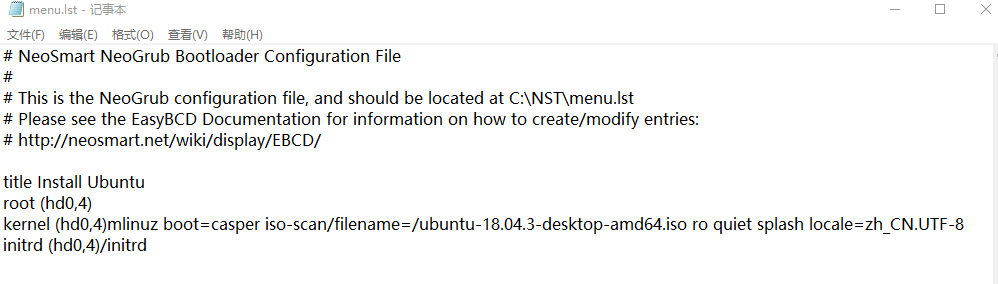 menu.lst - 记事本
文件(F) 编辑(E) 格式(O) 查看(V) 帮助(H)
# NeoSmart NeoGrub Bootloader Configuration File
#
# This is the NeoGrub configuration file, and should be located at C:\NST\menu.lst
# Please see the EasyBCD Documentation for information on how to create/modify entries:
# http://neosmart.net/wiki/display/EBCD/
title Install Ubuntu
root (hd0,4)
kernel (hd0,4)mlinuz boot=casper iso-scan/filename=/ubuntu-18.04.3-desktop-amd64.iso ro quiet splash locale=zh_CN.UTF-8
initrd (hd0,4)/initrd